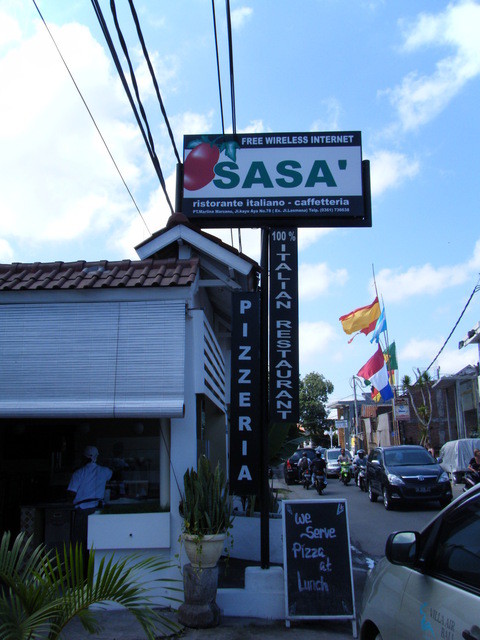 FREE WIRELESS INTERNET
SASA'
ristorante italiano - caffetteria
100 %
ITALIAN RESTAURANT
PIZZERIA
We
Serve
Pizza
at
Lunch